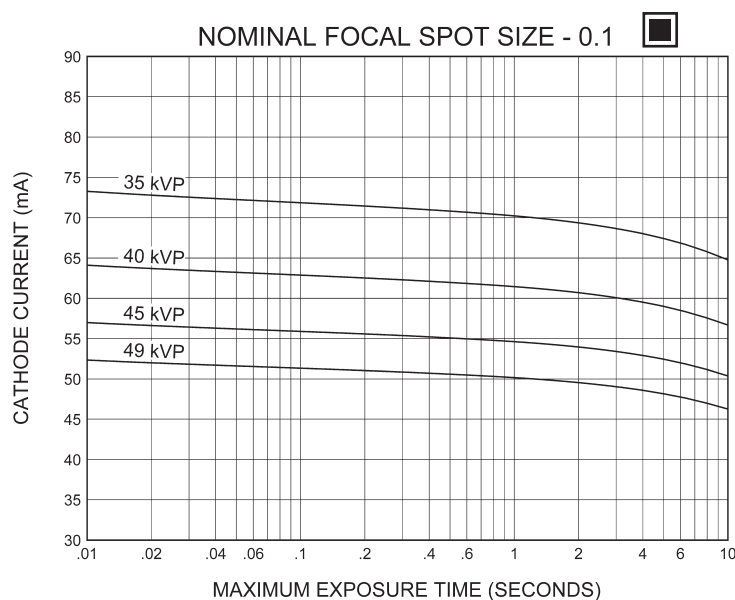 NOMINAL FOCAL SPOT SIZE - 0.1
90
85
80
75
70
65
60
55
50
45
40
35
30
CATHODE CURRENT (mA)
35 kVP
40 kVP
45 kVP
49 kVP
.01 .02 .04 .06 .1 .2 .4 .6 1 2 4 6 10
MAXIMUM EXPOSURE TIME (SECONDS)